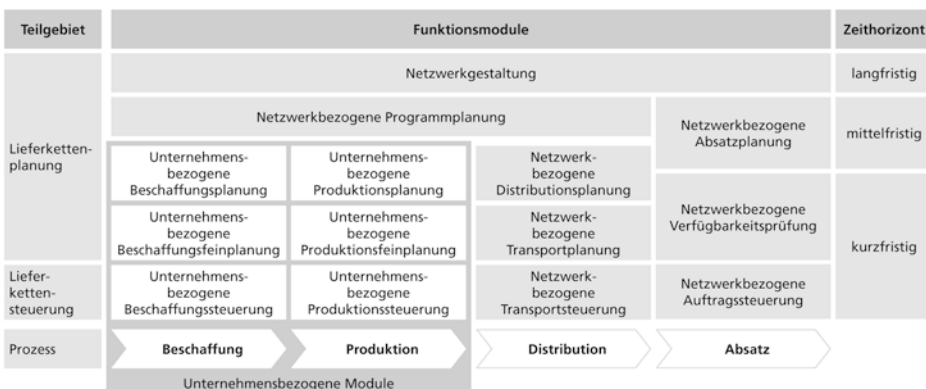 Teilgebiet
Funktionsmodule
Zeithorizont
Netzwerkgestaltung
langfristig
Lieferketten-
planung
Netzwerkbezogene Programmplanung
Netzwerkbezogene
Absatzplanung
mittelfristig
Unternehmens-
bezogene
Beschaffungsplanung
Unternehmens-
bezogene
Produktionsplanung
Netzwerk-
bezogene
Distributionsplanung
Unternehmens-
bezogene
Beschaffungsfeinplanung
Unternehmens-
bezogene
Produktionsfeinplanung
Netzwerk-
bezogene
Transportplanung
Netzwerkbezogene
Verfügbarkeitsprüfung
kurzfristig
Liefer-
ketten-
steuerung
Unternehmens-
bezogene
Beschaffungssteuerung
Unternehmens-
bezogene
Produktionssteuerung
Netzwerk-
bezogene
Transportsteuerung
Netzwerkbezogene
Auftragssteuerung
Prozess
Beschaffung
Produktion
Distribution
Absatz
Unternehmensbezogene Module